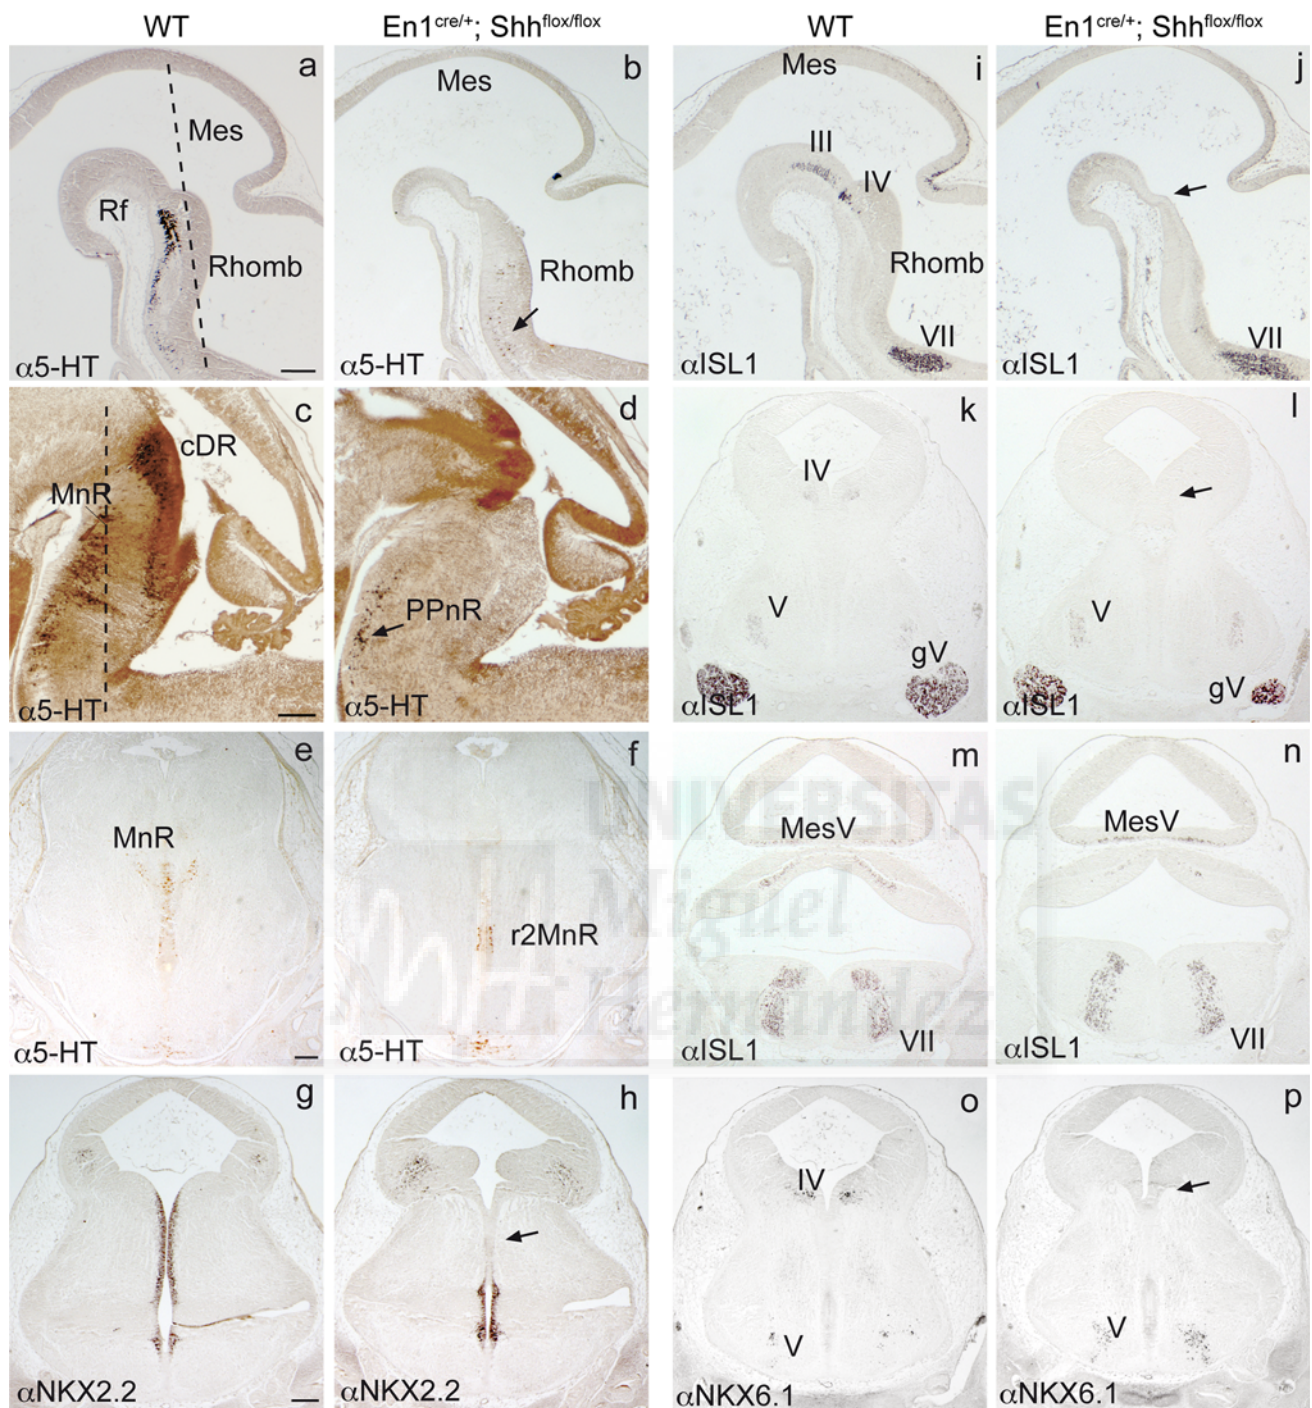 WT
En1cre/+; Shhflox/flox
WT
En1cre/+; Shhflox/flox
a
Mes
Rf
Rhomb
α5-HT
b
Mes
Rhomb
α5-HT
i
Mes
III
IV
Rhomb
VII
αISL1
j
VII
αISL1
c
cDR
MnR
α5-HT
d
PPnR
α5-HT
k
IV
V
gV
αISL1
l
V
gV
αISL1
e
MnR
α5-HT
f
r2MnR
α5-HT
m
MesV
VII
αISL1
n
MesV
VII
αISL1
UNIVERSITAS
Miguel
Hernández
g
αNKX2.2
h
αNKX2.2
o
IV
V
αNKX6.1
p
V
αNKX6.1